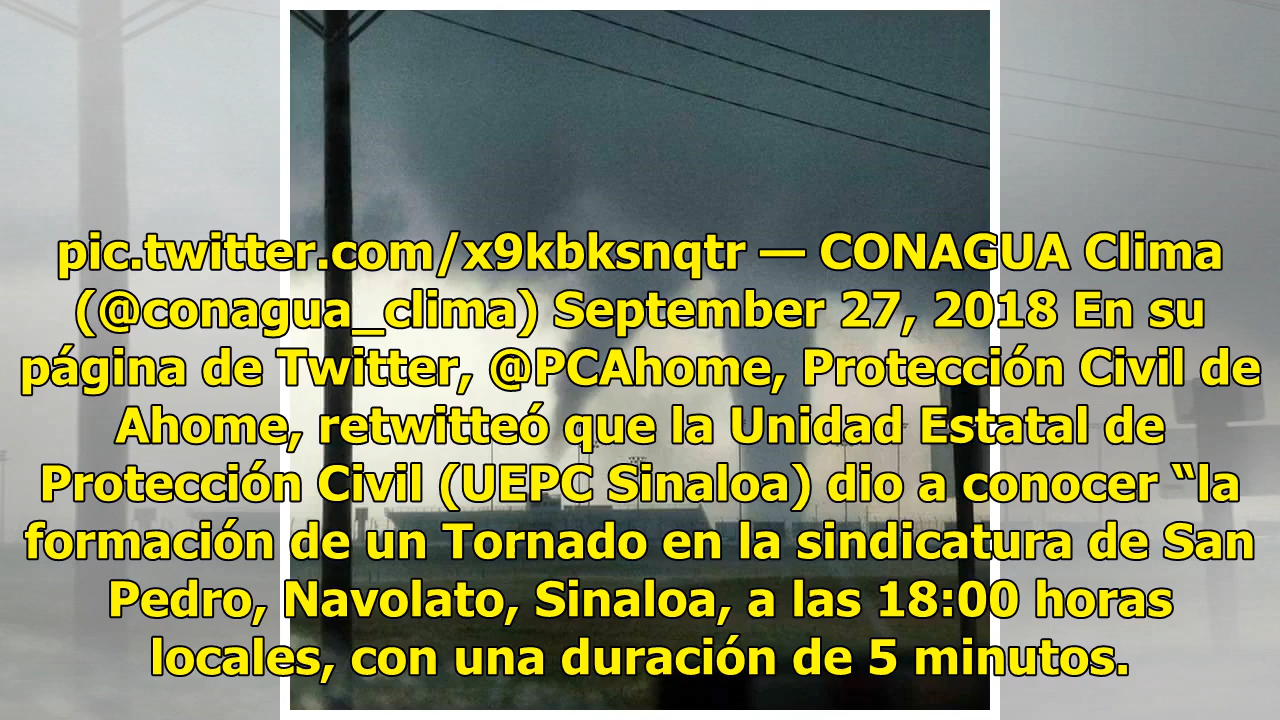 pic.twitter.com/x9kbksnqtr — CONAGUA Clima
(@conagua_clima) September 27, 2018 En su
página de Twitter, @PCAhome, Protección Civil de
Ahome, retwitteó que la Unidad Estatal de
Protección Civil (UEPC Sinaloa) dio a conocer “la
formación de un Tornado en la sindicatura de San
Pedro, Navolato, Sinaloa, a las 18:00 horas
locales, con una duración de 5 minutos.